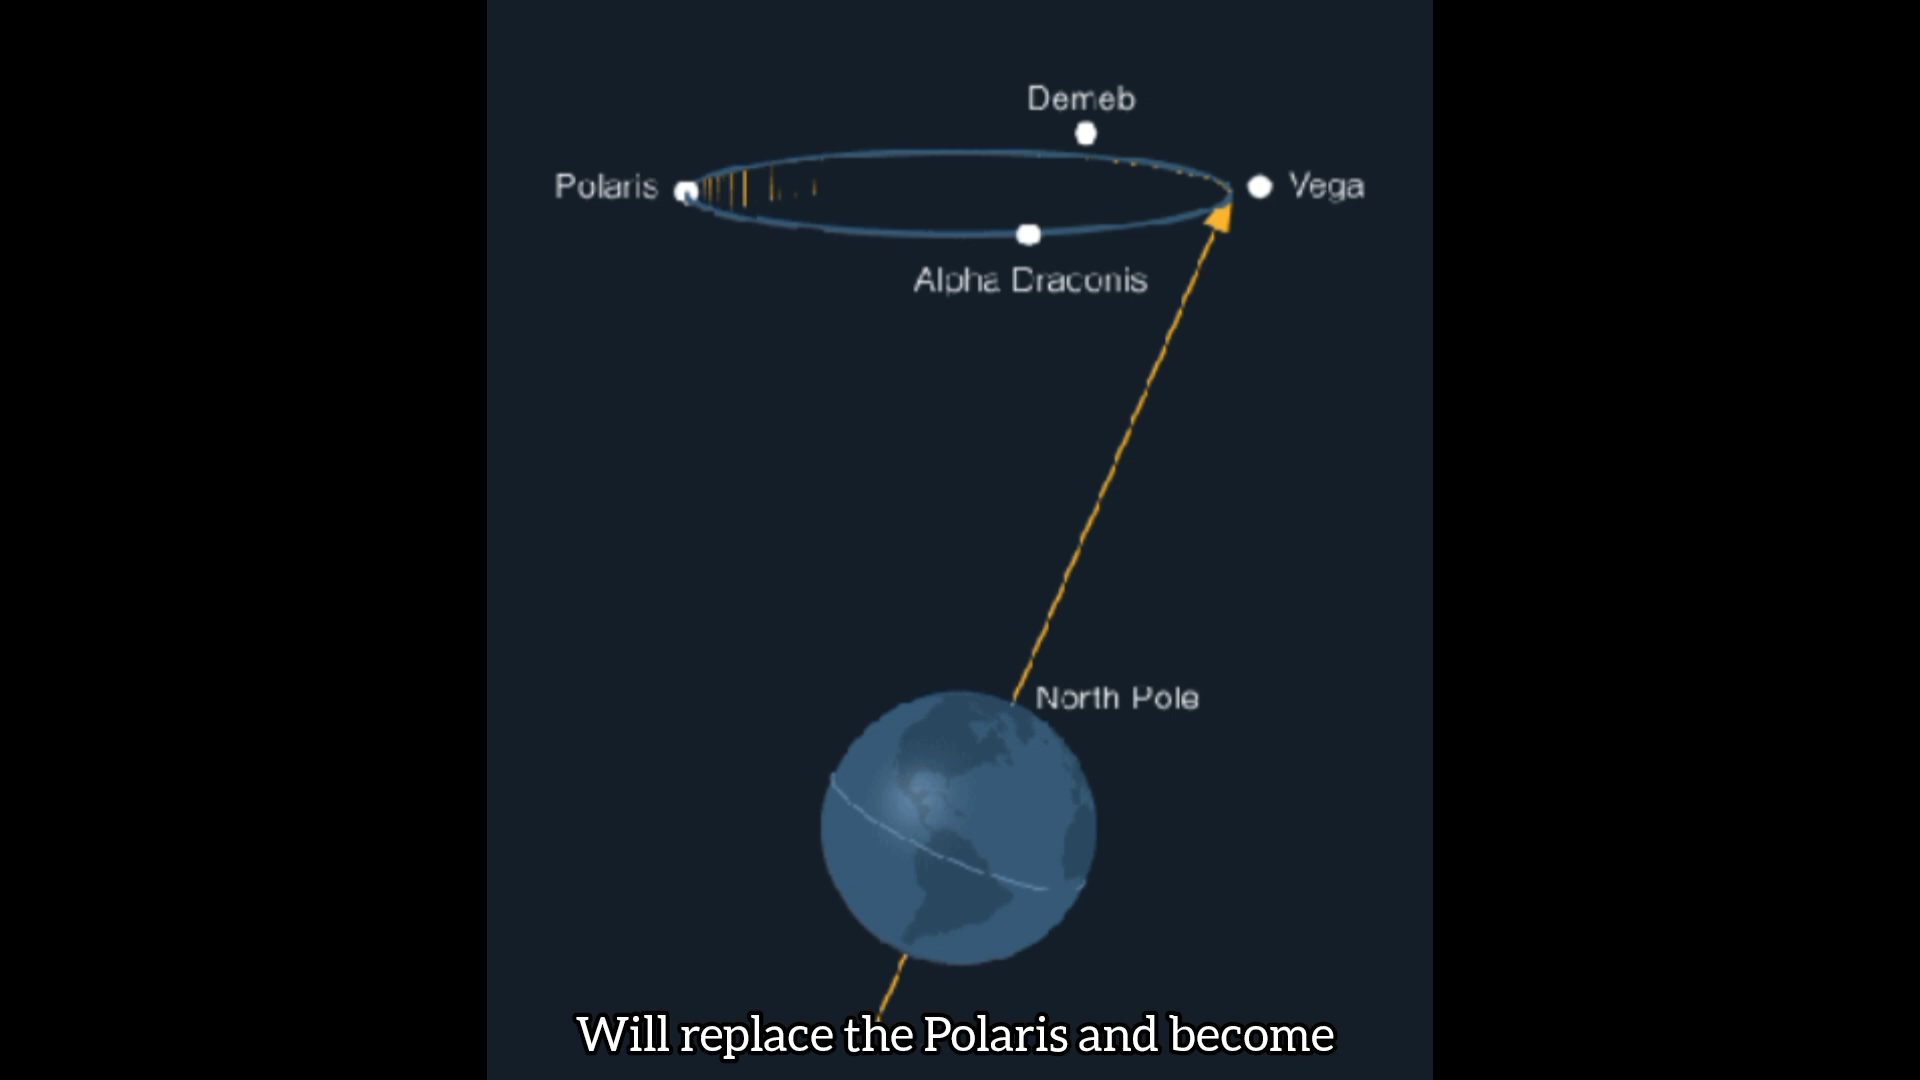 Demeb
Polaris
Vega
Alpha Draconis
North Pole
Will replace the Polaris and become